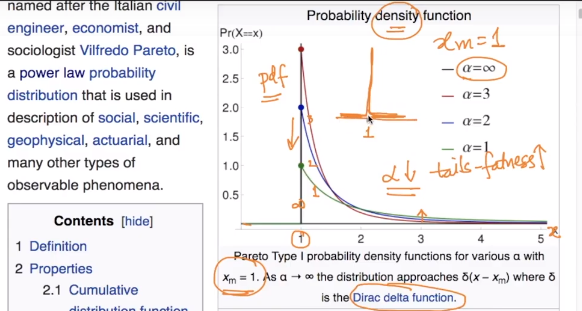 named after the Italian civil
engineer, economist, and
sociologist Vilfredo Pareto, is
a power law probability
distribution that is used in
description of social, scientific,
geophysical, actuarial, and
many other types of
observable phenomena.
Contents [hide]
1 Definition
2 Properties
2.1 Cumulative
distribution function
Probability density function
Pr(X==x)
xm = 1
3.0
2.5
2.0
1.5
1.0
0.5
pdf
1
α=∞
α=3
α=2
α=1
α↓ tails-fatness↑
3
2
1
∞
1 2 3 4 5 x
Pareto Type I probability density functions for various α with
xm = 1. As α → ∞ the distribution approaches δ(x − xm) where δ
is the Dirac delta function.